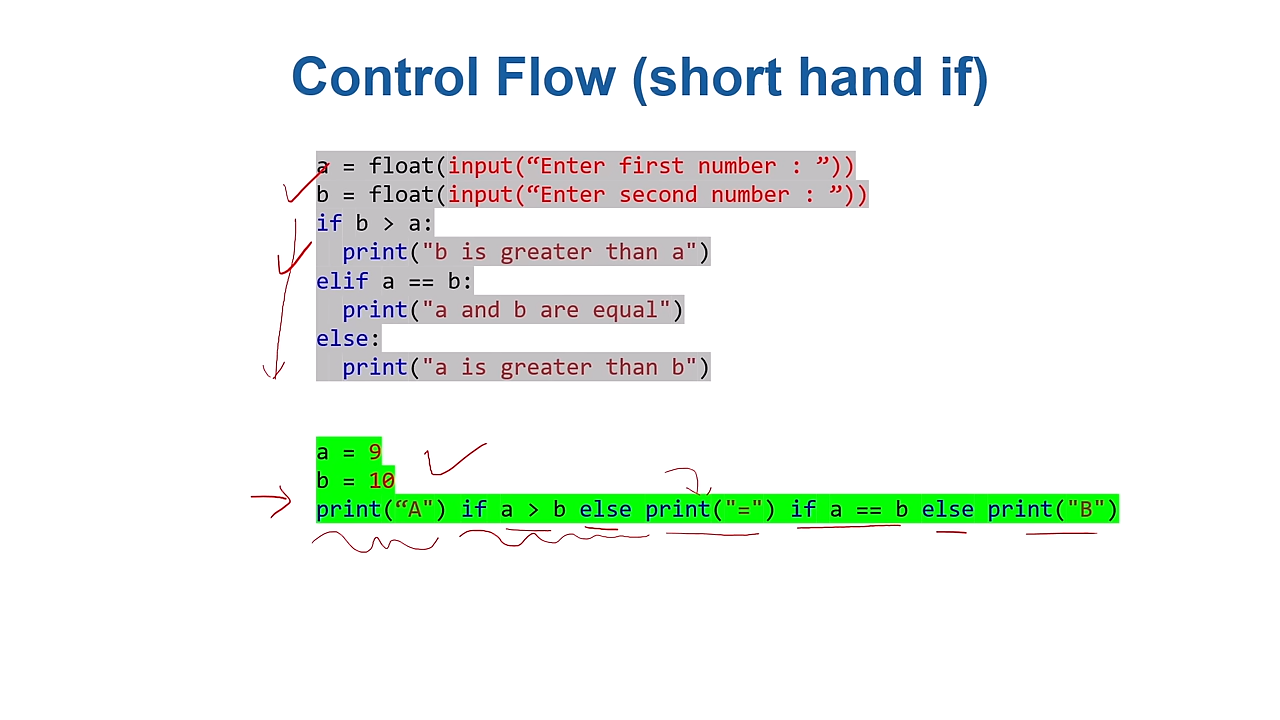 Control Flow (short hand if)
a = float(input(“Enter first number : ”))
b = float(input(“Enter second number : ”))
if b > a:
  print("b is greater than a")
elif a == b:
  print("a and b are equal")
else:
  print("a is greater than b")
a = 9
b = 10
print(“A") if a > b else print("=") if a == b else print("B")